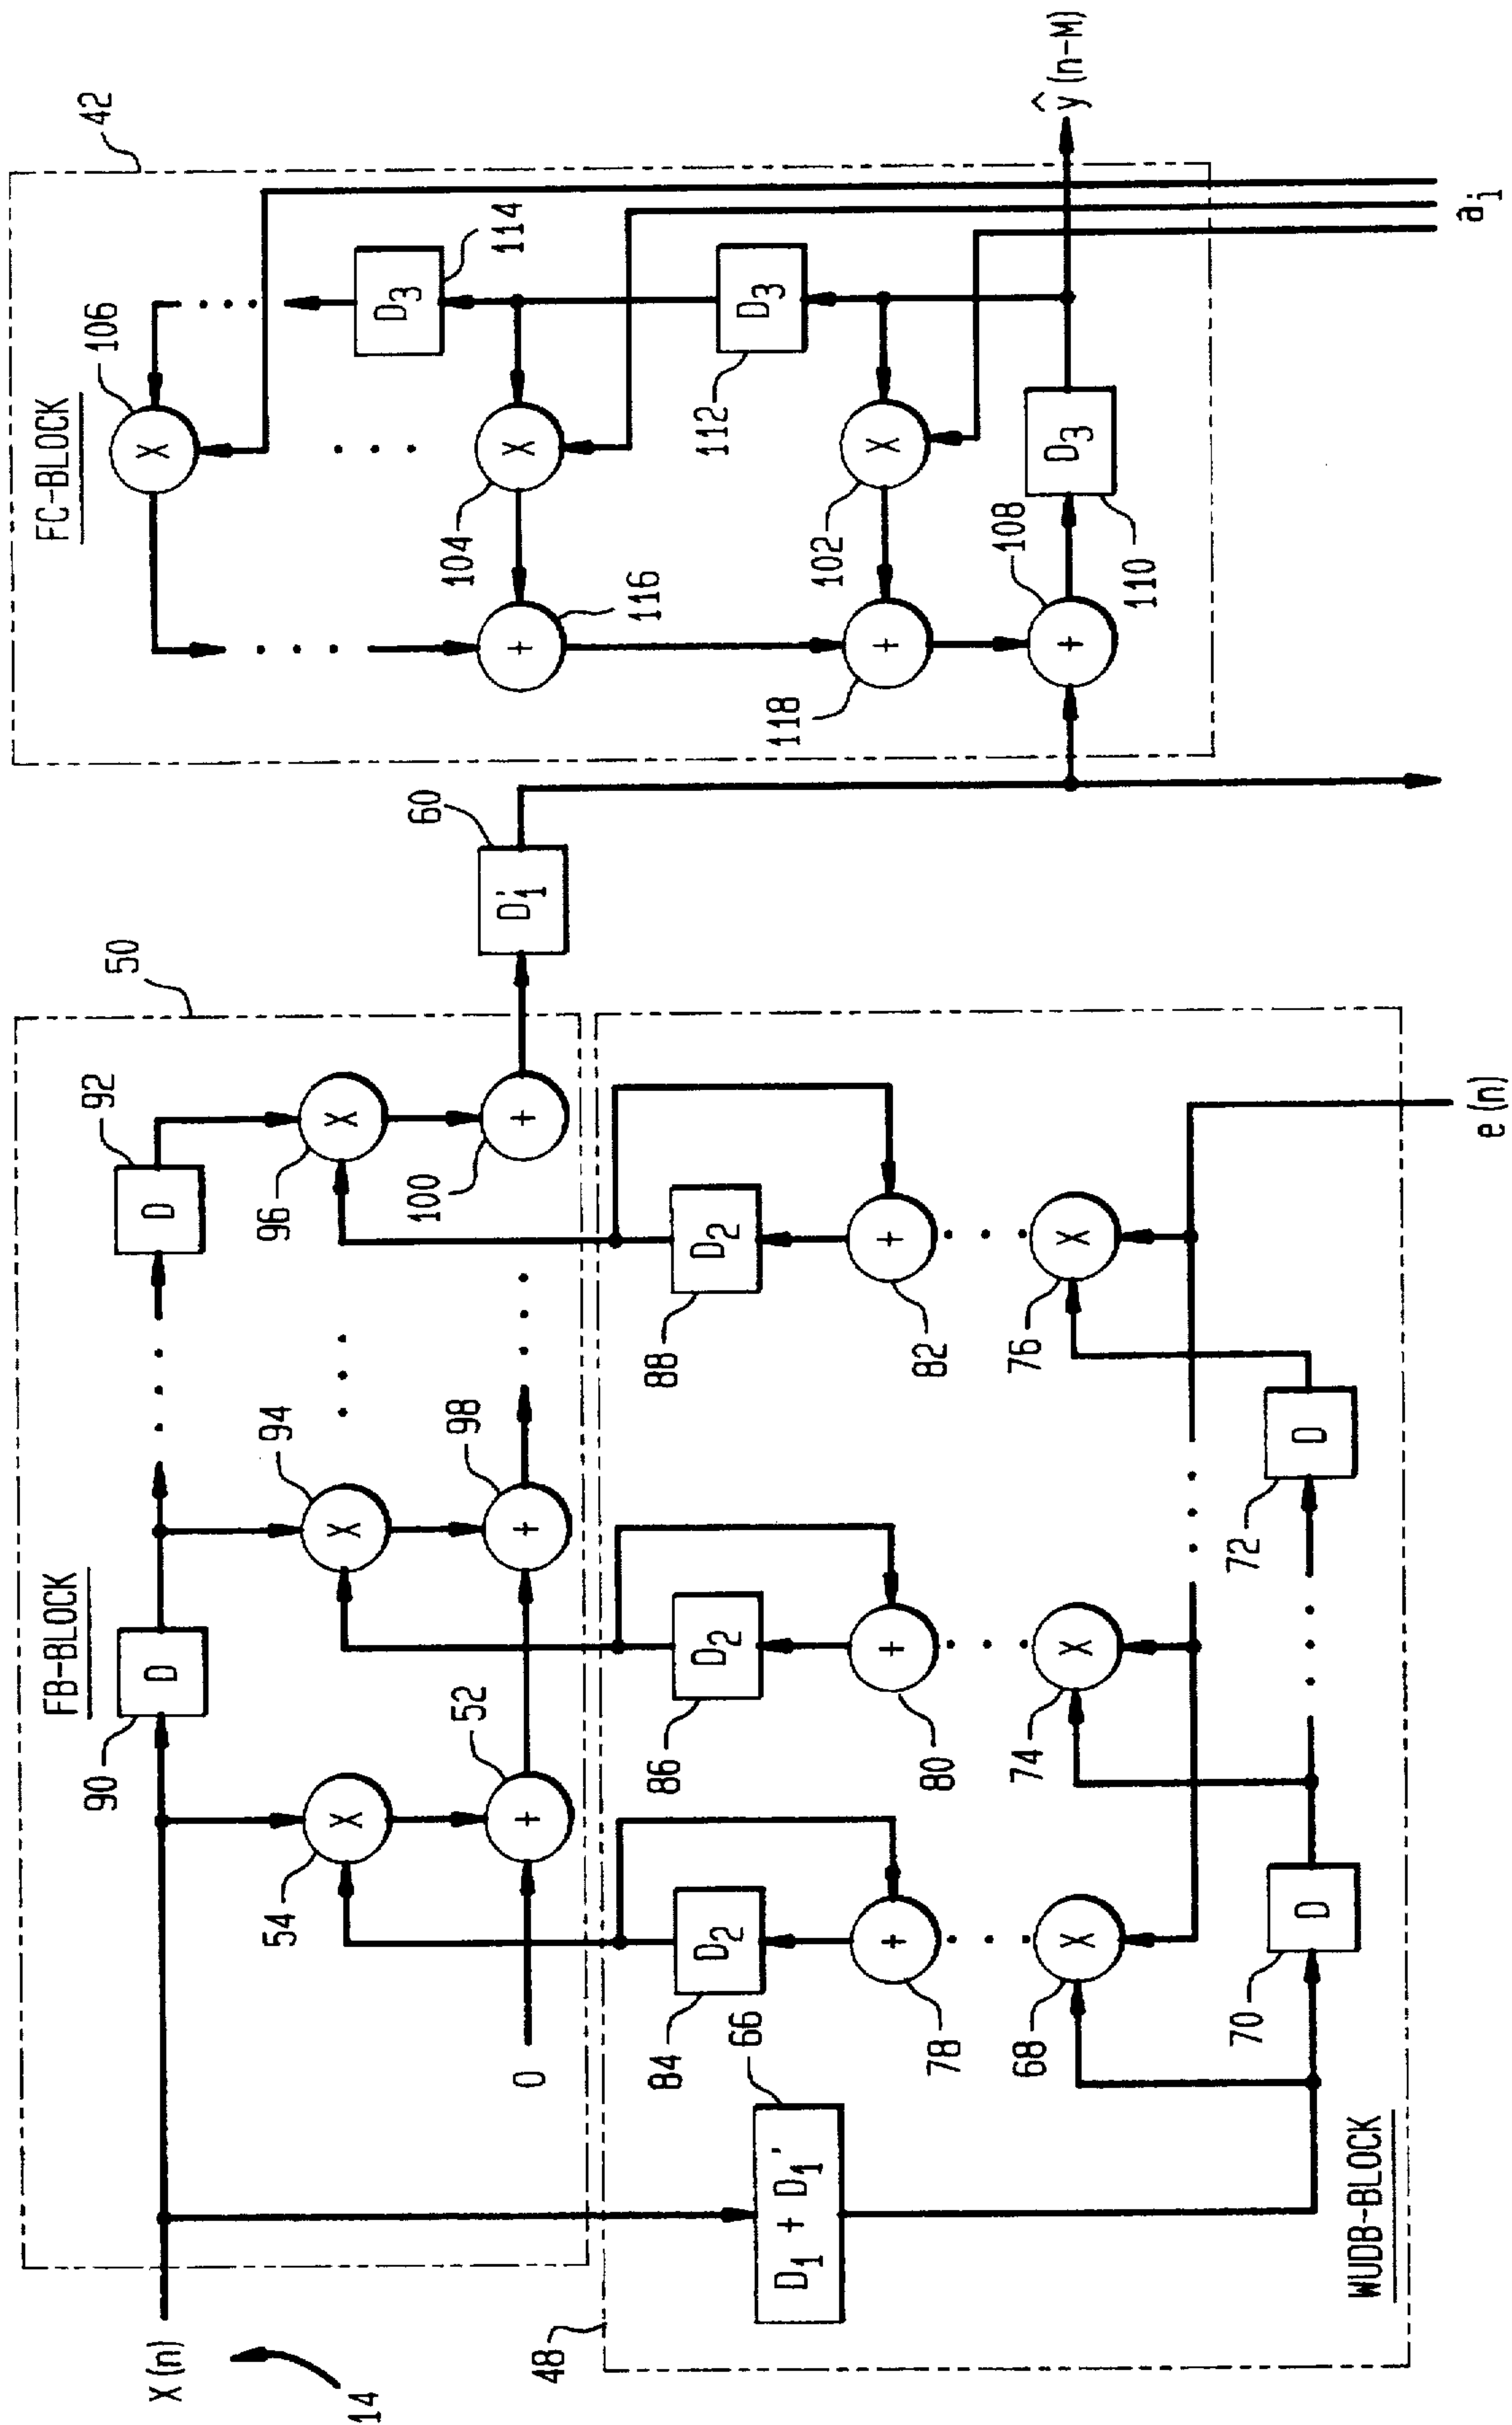 14
X (n)
50
FB-BLOCK
90
D
D
92
54
X
94
X
96
X
52
+
98
+
100
+
0
D'1
60
48
WUDB-BLOCK
66
D1 + D1'
84
D2
86
D2
88
D2
78
+
80
+
82
+
68
X
74
X
76
X
70
D
72
D
e (n)
42
FC-BLOCK
106
X
114
D3
104
X
116
+
112
D3
102
X
118
+
108
+
110
D3
ŷ (n-M)
ai